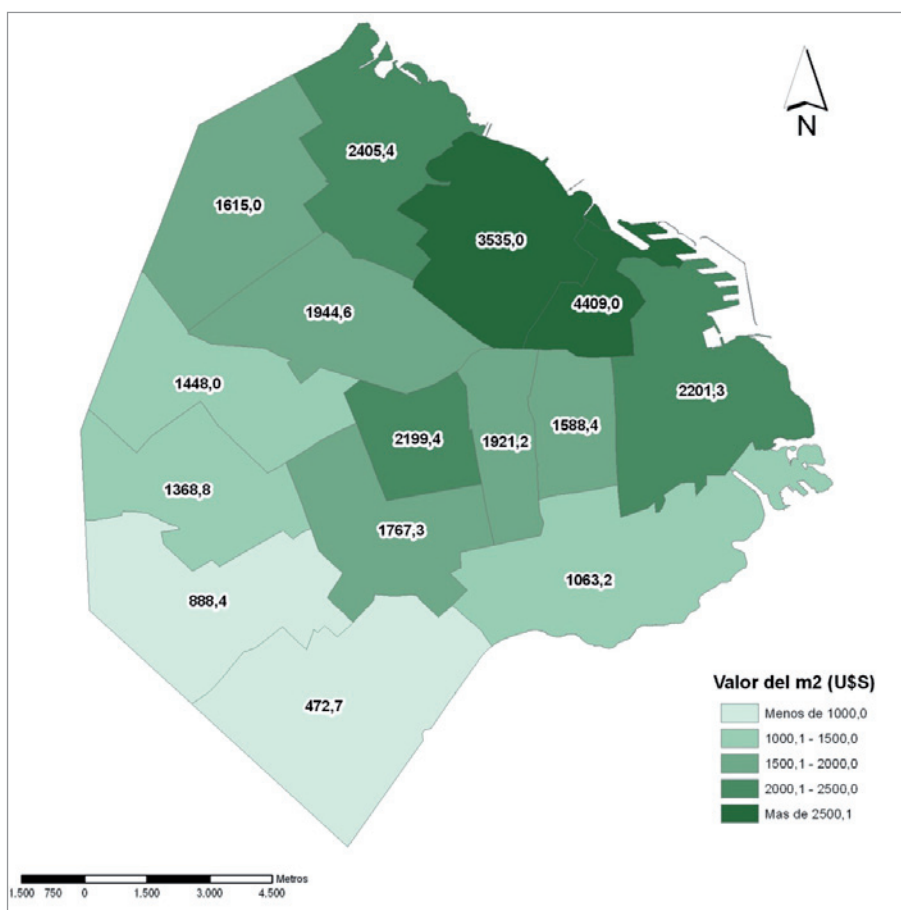 N
2405,4
1615,0
3535,0
4409,0
1944,6
1448,0
2201,3
2199,4
1921,2
1588,4
1368,8
1767,3
1063,2
888,4
472,7
Valor del m2 (U$S)
Menos de 1000,0
1000,1 - 1500,0
1500,1 - 2000,0
2000,1 - 2500,0
Mas de 2500,1
Metros
1.500 750 0 1.500 3.000 4.500